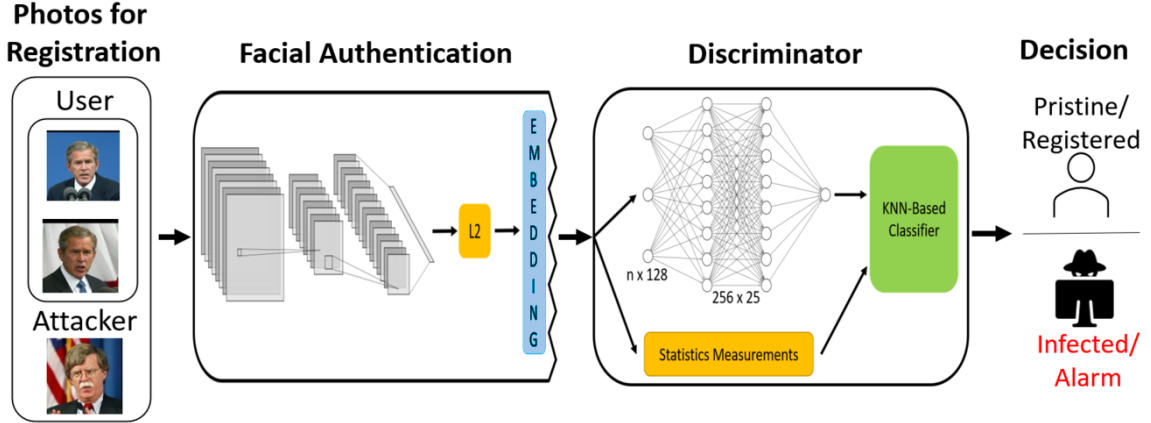 Photos for
Registration
User
Attacker
Facial Authentication
L2
EMBEDDING
Discriminator
n x 128
256 x 25
Statistics Measurements
KNN-Based
Classifier
Decision
Pristine/
Registered
Infected/
Alarm